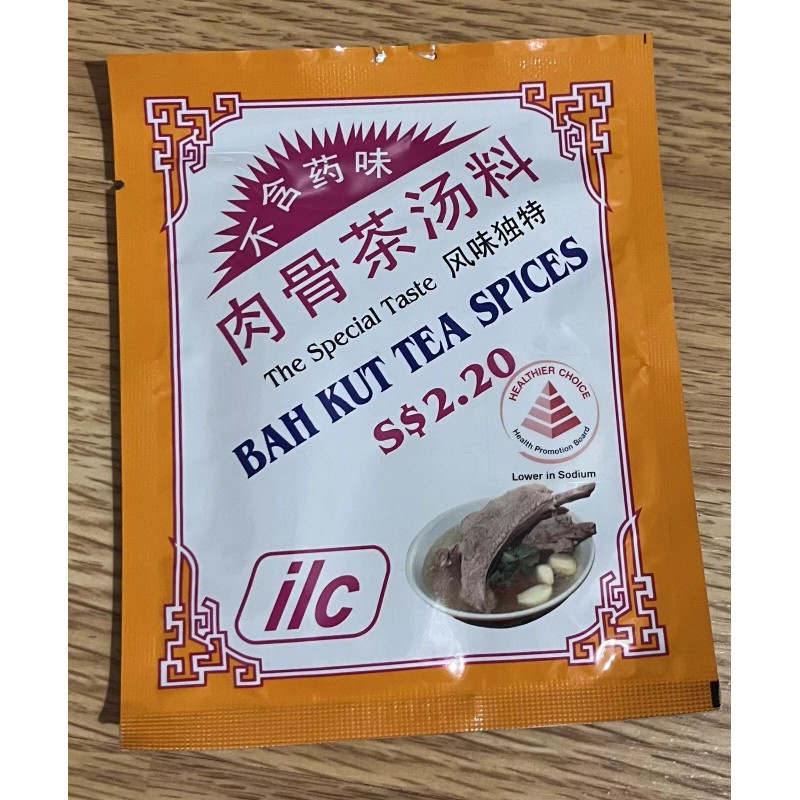 不含药味
肉骨茶汤料
The Special Taste 风味独特
BAH KUT TEA SPICES
S$2.20
HEALTHIER CHOICE
Health Promotion Board
Lower in Sodium
ilc